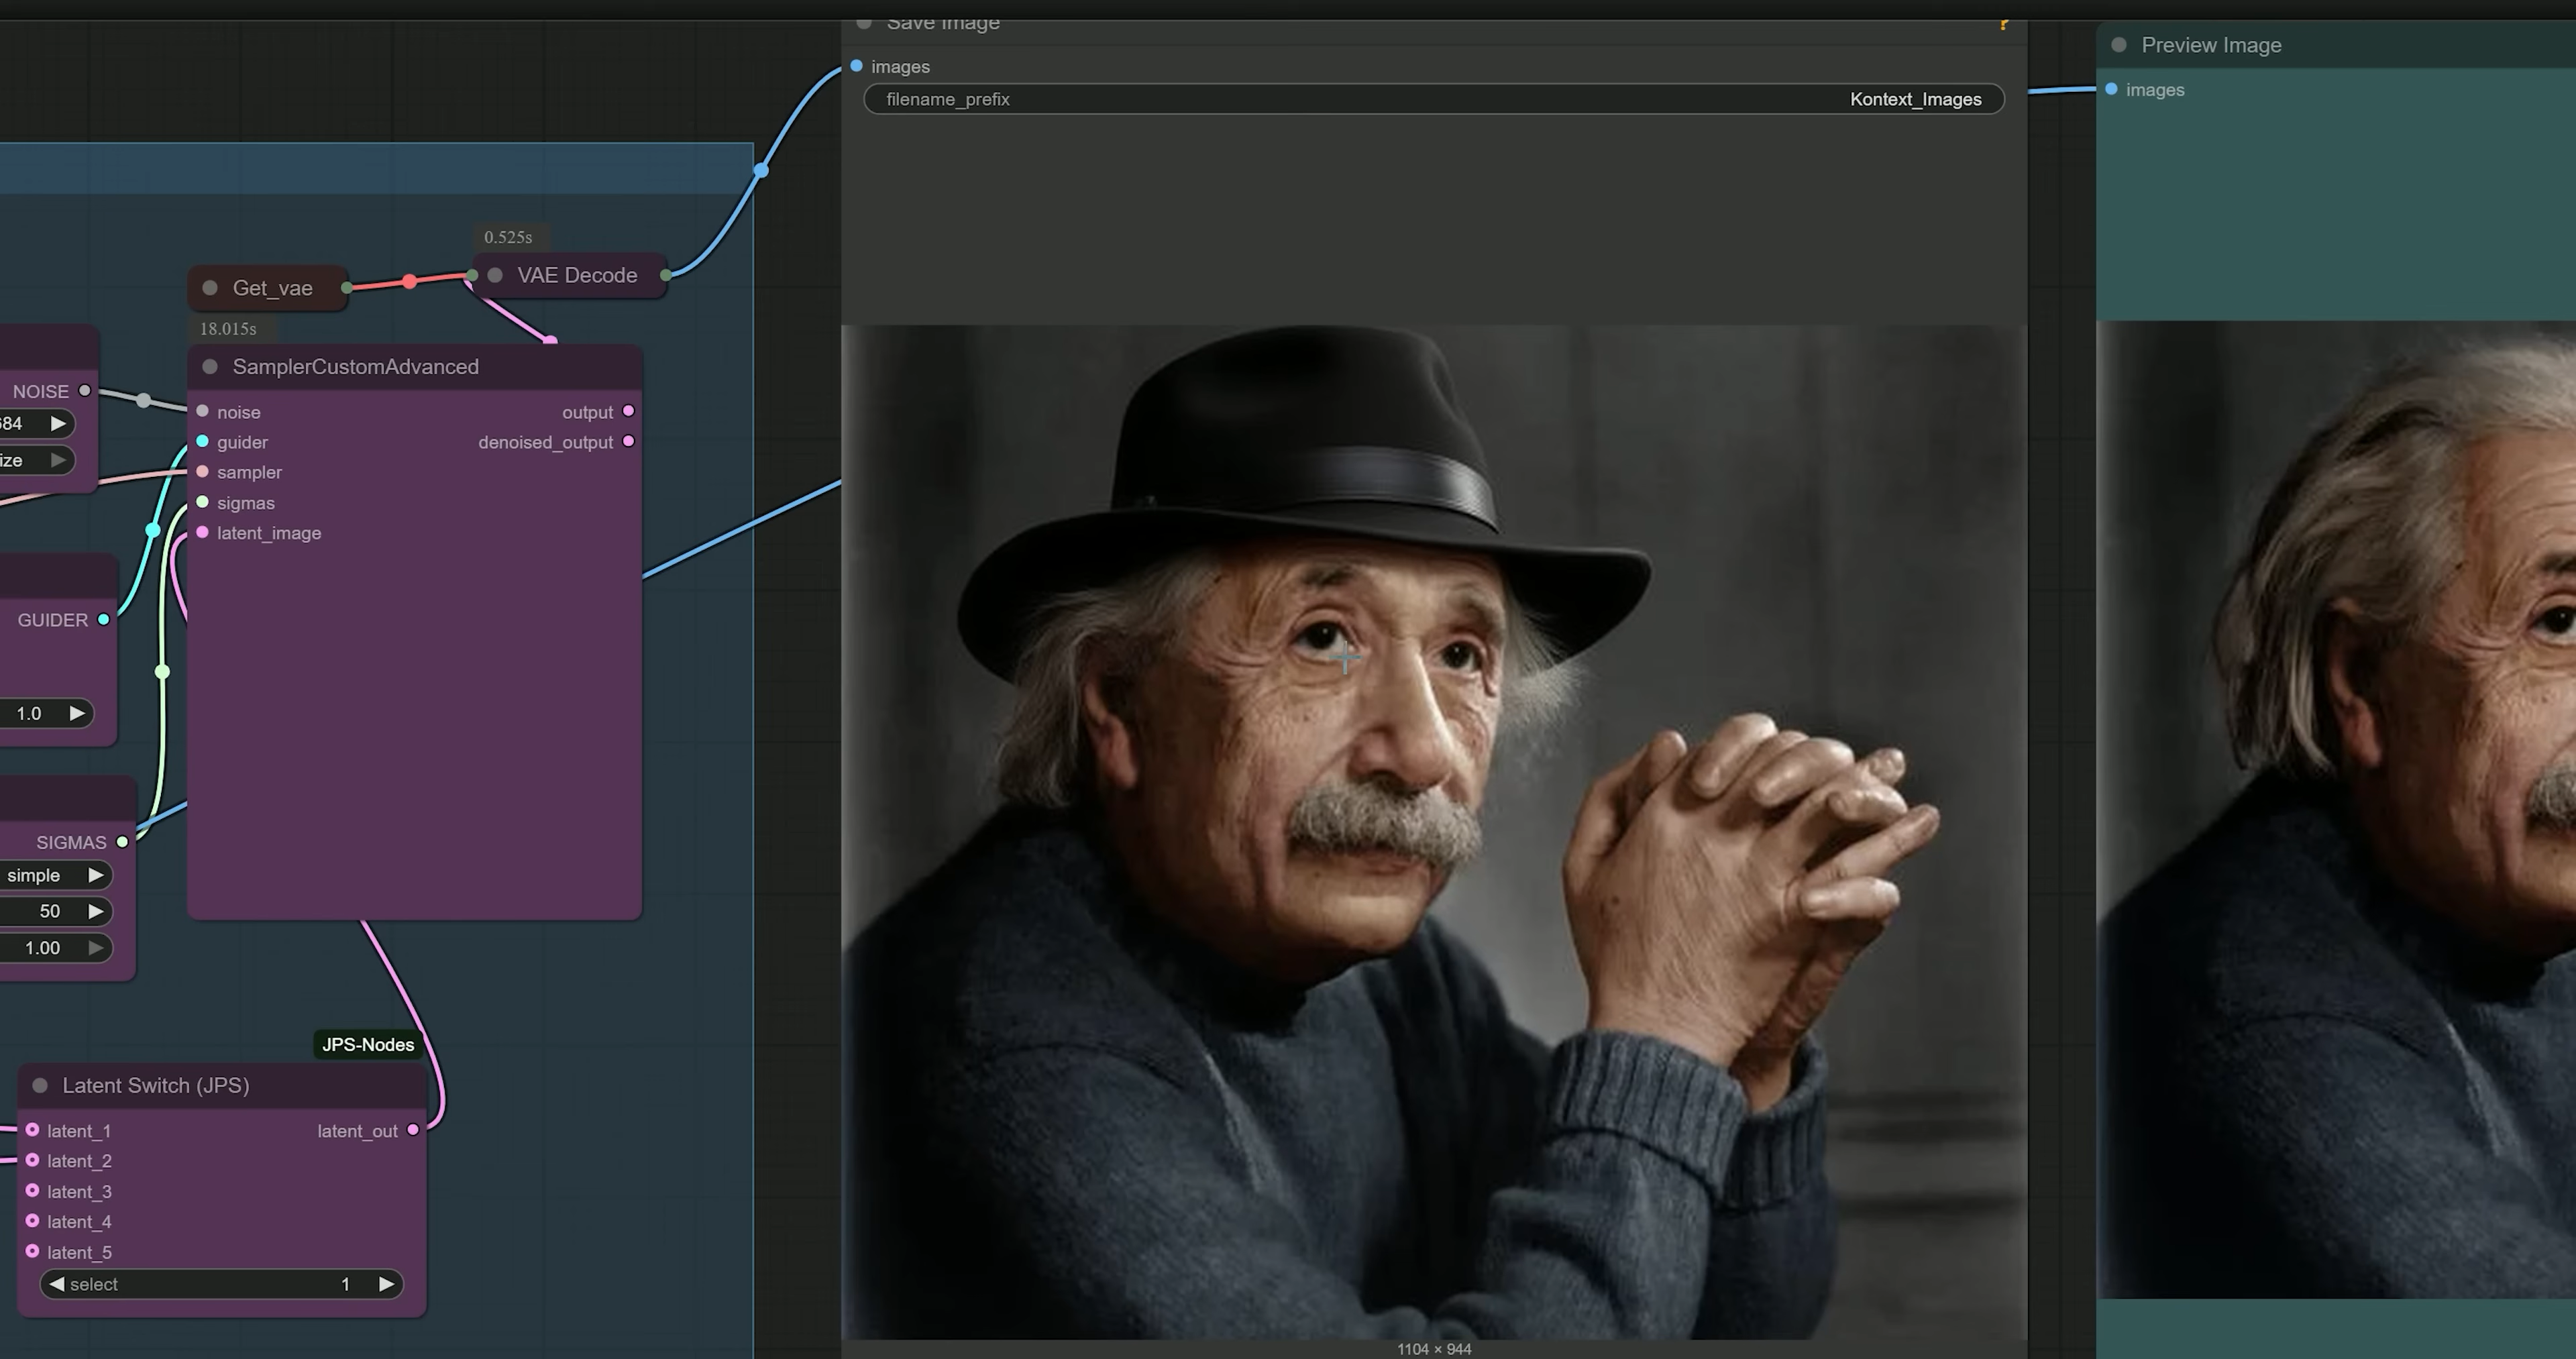 Save Image
?
images
filename_prefix Kontext_Images
Preview Image
images
0.525s
Get_vae
VAE Decode
18.015s
SamplerCustomAdvanced
NOISE
684
ize
noise
guider
sampler
sigmas
latent_image
output
denoised_output
GUIDER
1.0
SIGMAS
simple
50
1.00
JPS-Nodes
Latent Switch (JPS)
latent_1
latent_2
latent_3
latent_4
latent_5
latent_out
select 1
1104 × 944